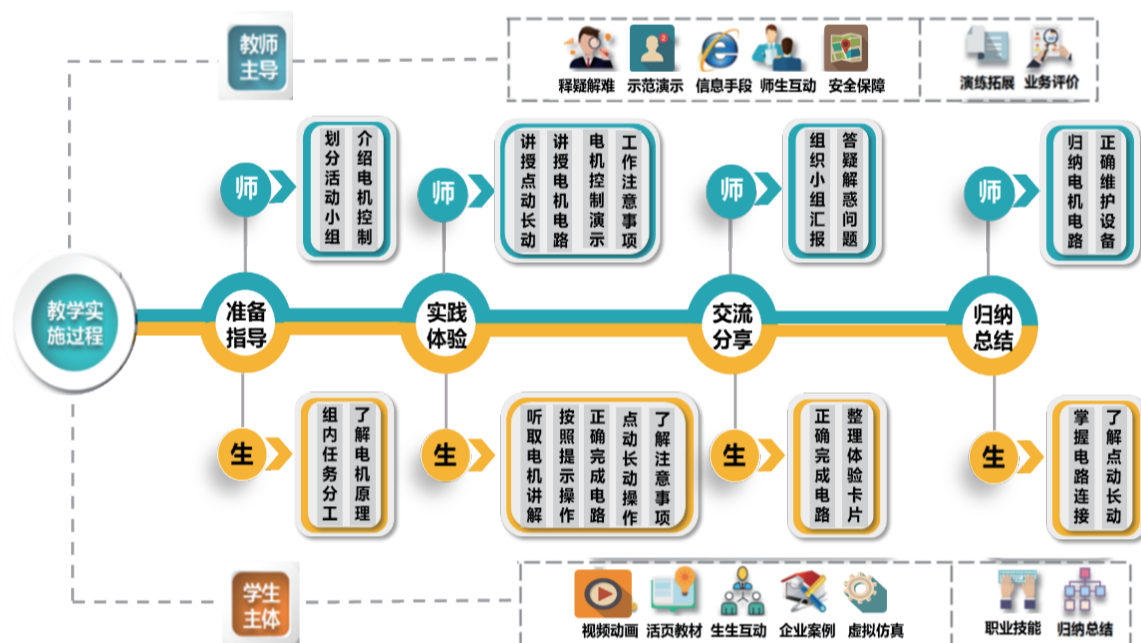 教师
主导
释疑解难 示范演示 信息手段 师生互动 安全保障
演练拓展 业务评价
师
划分活动小组
介绍电机控制
师
讲授点动长动
讲授电机电路
电机控制演示
工作注意事项
师
组织小组汇报
答疑解惑问题
师
归纳电机电路
正确维护设备
教学实
施过程
准备
指导
实践
体验
交流
分享
归纳
总结
生
组内任务分工
了解电机原理
生
听取电机讲解
按照提示操作
正确完成电路
点动长动操作
了解注意事项
生
正确完成电路
整理体验卡片
生
掌握电路连接
了解点动长动
学生
主体
视频动画 活页教材 生生互动 企业案例 虚拟仿真
职业技能 归纳总结